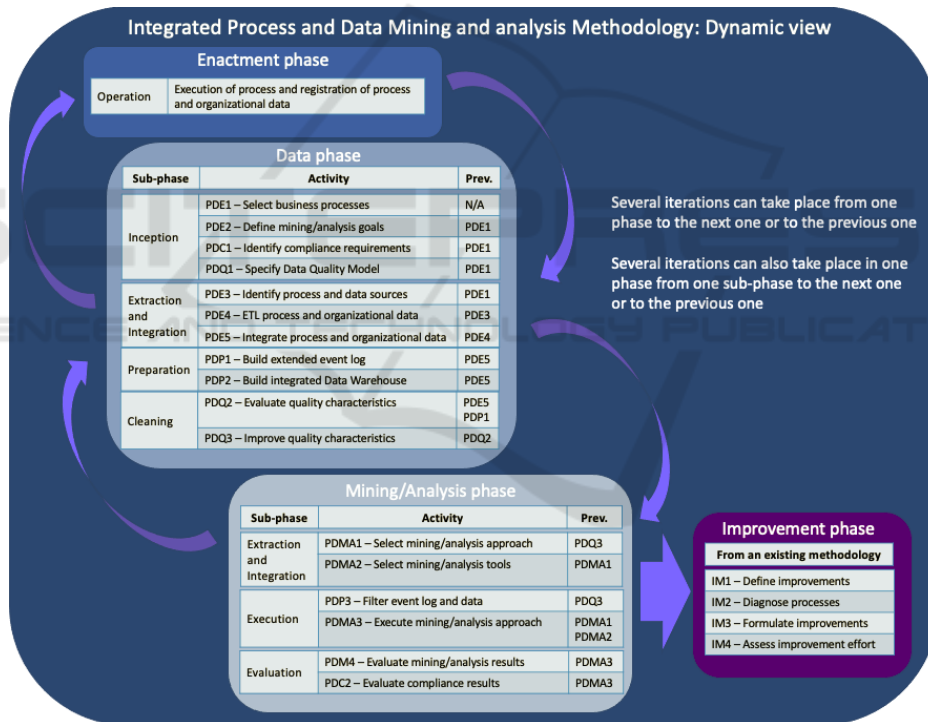 Integrated Process and Data Mining and analysis Methodology: Dynamic view
Enactment phase
Operation
Execution of process and registration of process
and organizational data
Data phase
Sub-phase Activity Prev.
Inception
PDE1 – Select business processes N/A
PDE2 – Define mining/analysis goals PDE1
PDC1 – Identify compliance requirements PDE1
PDQ1 – Specify Data Quality Model PDE1
Extraction
and
Integration
PDE3 – Identify process and data sources PDE1
PDE4 – ETL process and organizational data PDE3
PDE5 – Integrate process and organizational data PDE4
Preparation
PDP1 – Build extended event log PDE5
PDP2 – Build integrated Data Warehouse PDE5
Cleaning
PDQ2 – Evaluate quality characteristics PDE5
PDP1
PDQ3 – Improve quality characteristics PDQ2
Several iterations can take place from one
phase to the next one or to the previous one
Several iterations can also take place in one
phase from one sub-phase to the next one
or to the previous one
Mining/Analysis phase
Sub-phase Activity Prev.
Extraction
and
Integration
PDMA1 – Select mining/analysis approach PDQ3
PDMA2 – Select mining/analysis tools PDMA1
Execution
PDP3 – Filter event log and data PDQ3
PDMA3 – Execute mining/analysis approach PDMA1
PDMA2
Evaluation
PDM4 – Evaluate mining/analysis results PDMA3
PDC2 – Evaluate compliance results PDMA3
Improvement phase
From an existing methodology
IM1 – Define improvements
IM2 – Diagnose processes
IM3 – Formulate improvements
IM4 – Assess improvement effort